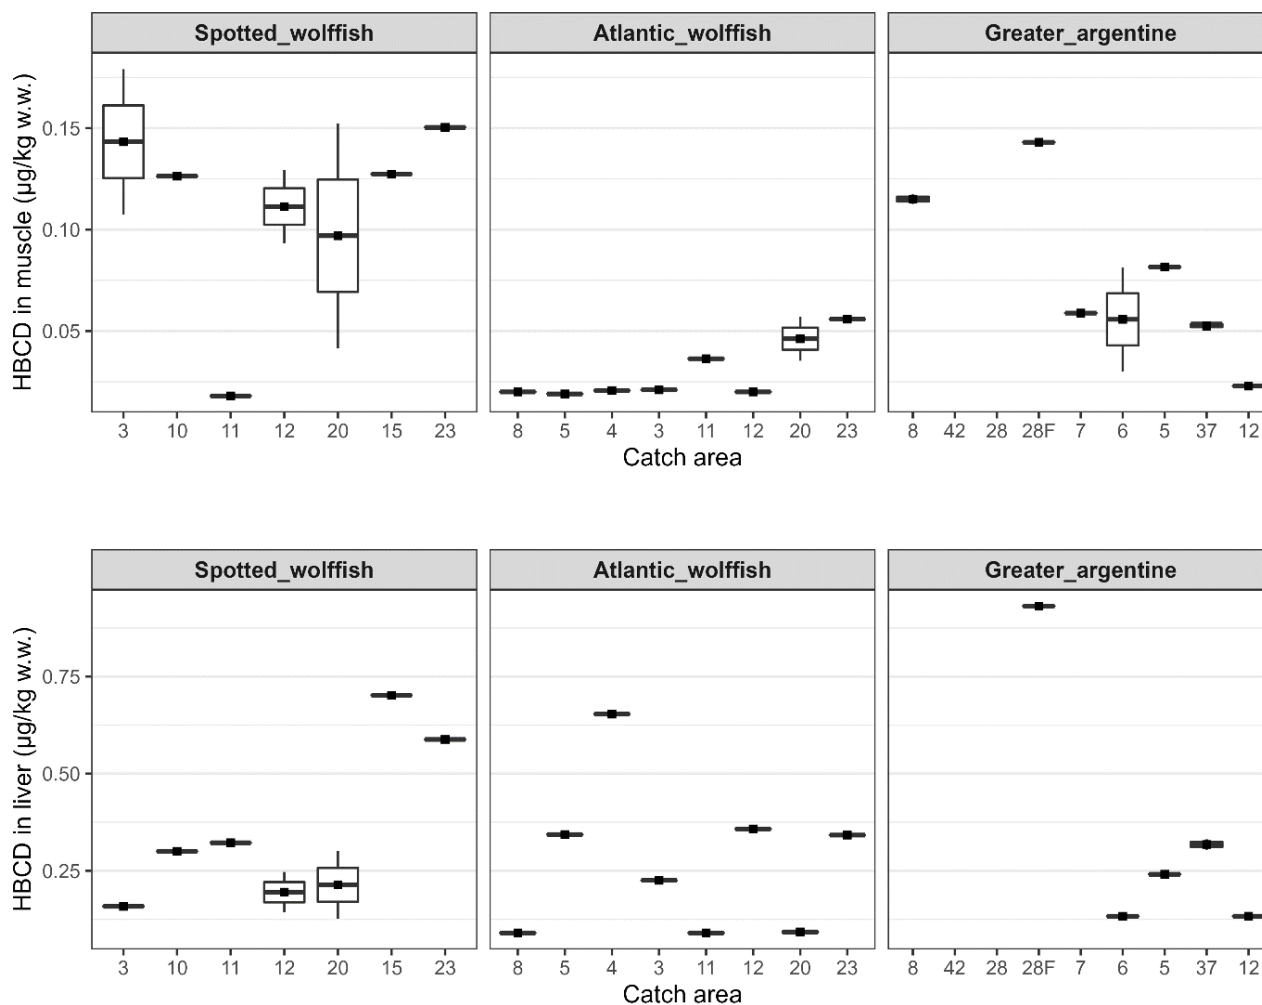 Spotted_wolffish Atlantic_wolffish Greater_argentine
HBCD in muscle (µg/kg w.w.)
0.15
0.10
0.05
3 10 11 12 20 15 23 8 5 4 3 11 12 20 23 8 42 28 28F 7 6 5 37 12
Catch area
Spotted_wolffish Atlantic_wolffish Greater_argentine
HBCD in liver (µg/kg w.w.)
0.75
0.50
0.25
3 10 11 12 20 15 23 8 5 4 3 11 12 20 23 8 42 28 28F 7 6 5 37 12
Catch area